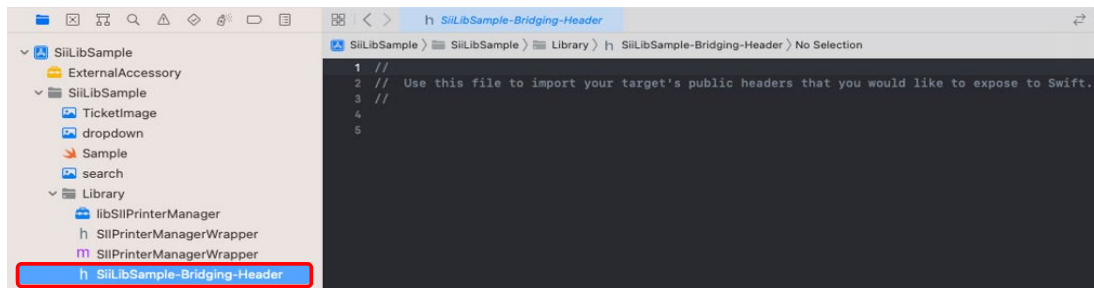 SiiLibSample
ExternalAccessory
SiiLibSample
TicketImage
dropdown
Sample
search
Library
libSIIPrinterManager
h SIIPrinterManagerWrapper
m SIIPrinterManagerWrapper
h SiiLibSample-Bridging-Header
h SiiLibSample-Bridging-Header
SiiLibSample 〉 SiiLibSample 〉 Library 〉 h SiiLibSample-Bridging-Header 〉 No Selection
1 //
2 // Use this file to import your target's public headers that you would like to expose to Swift.
3 //
4
5